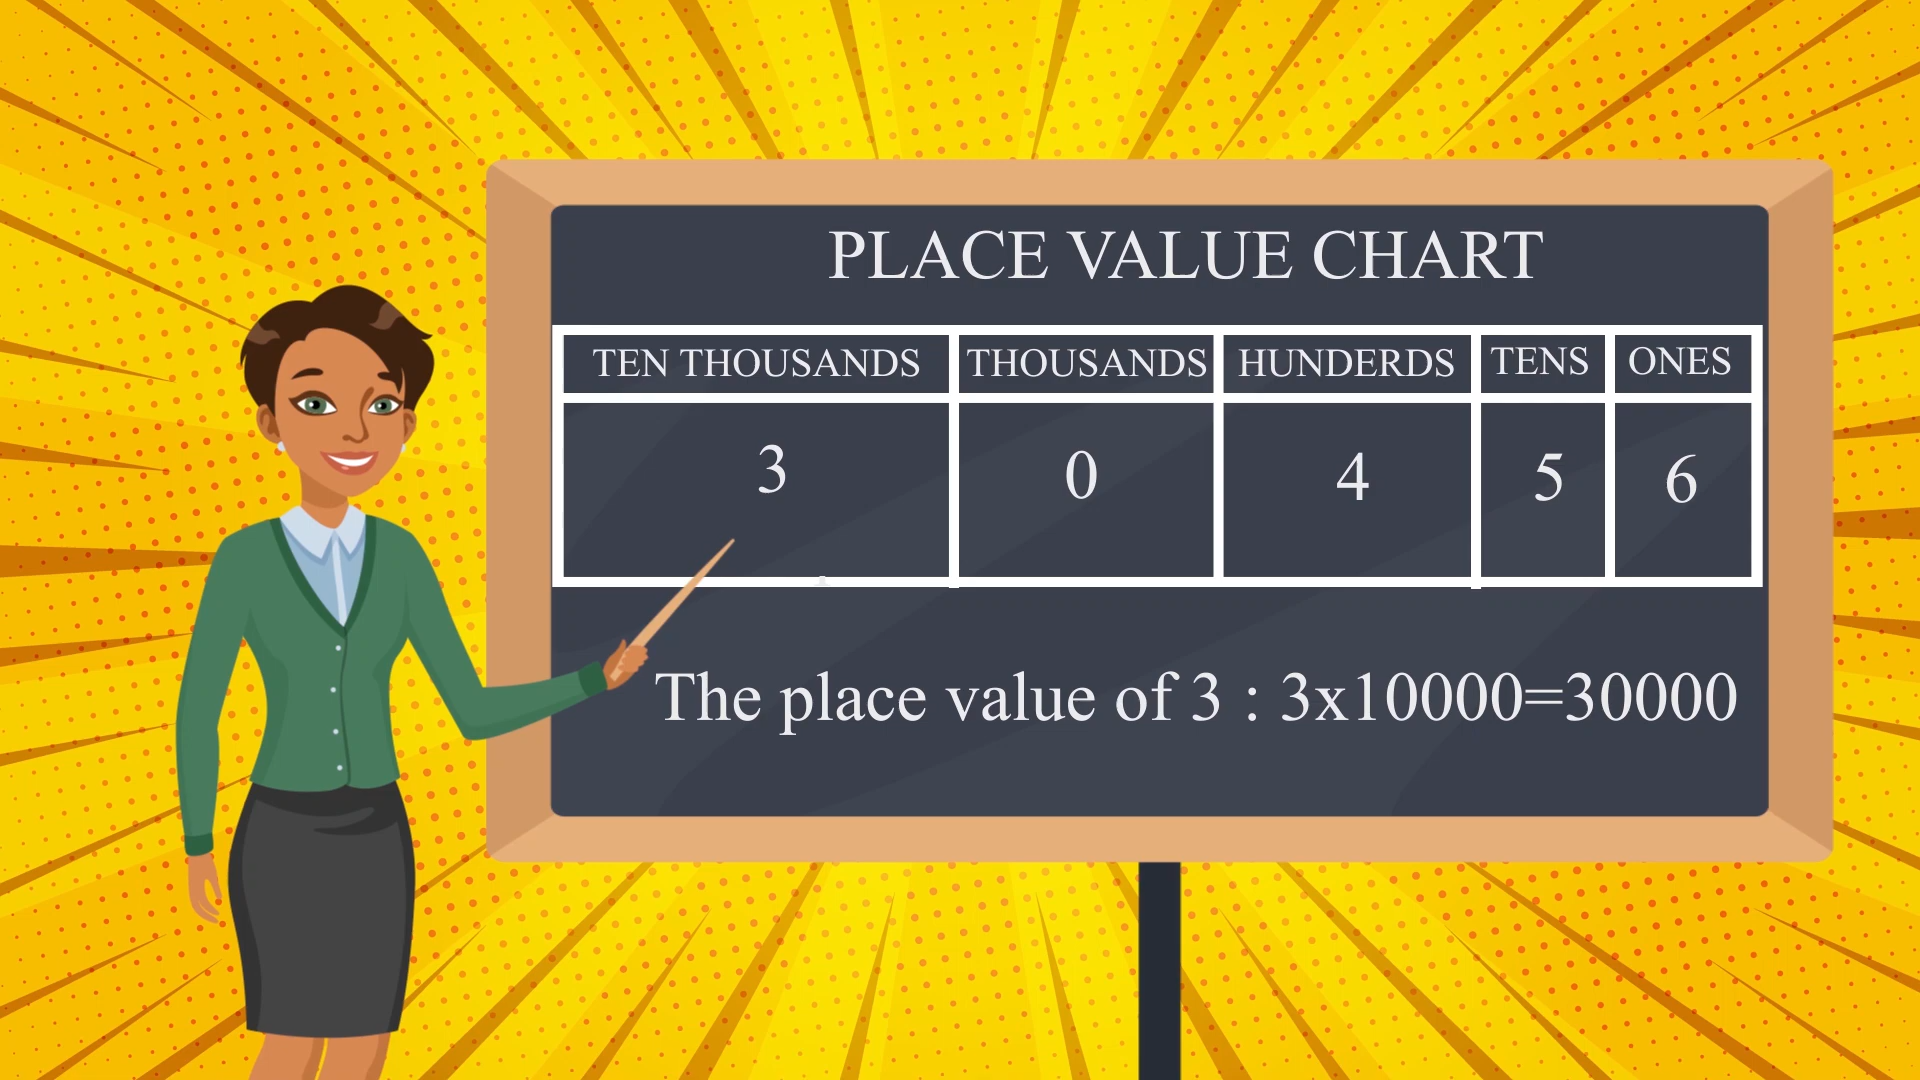 PLACE VALUE CHART
TEN THOUSANDS THOUSANDS HUNDERDS TENS ONES
3 0 4 5 6
The place value of 3 : 3x10000=30000